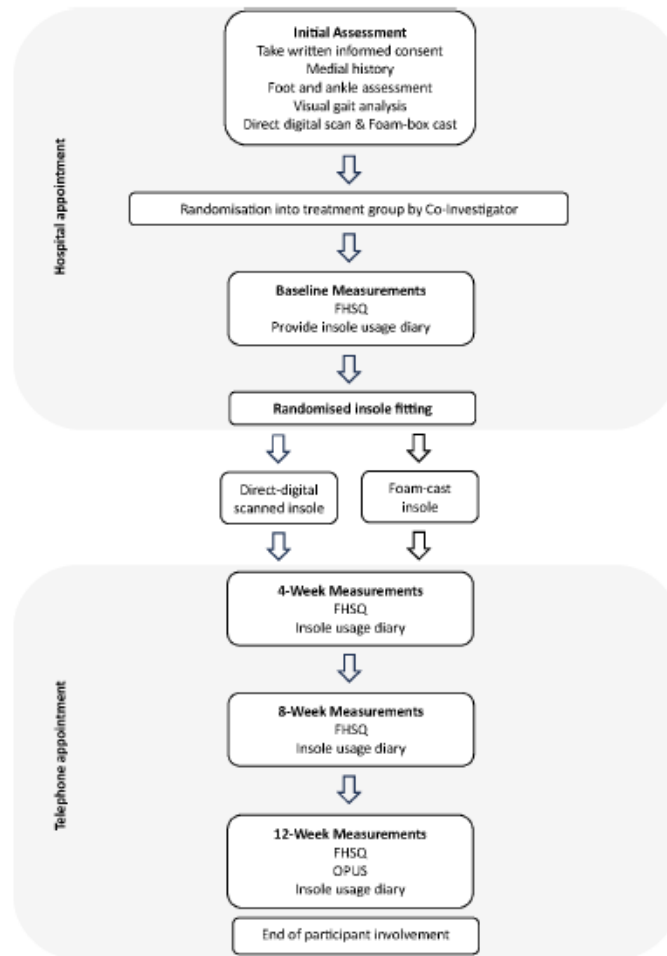 Initial Assessment
Take written informed consent
Medial history
Foot and ankle assessment
Visual gait analysis
Direct digital scan & Foam-box cast
Hospital appointment
Randomisation into treatment group by Co-Investigator
Baseline Measurements
FHSQ
Provide insole usage diary
Randomised insole fitting
Direct-digital
scanned insole
Foam-cast
insole
Telephone appointment
4-Week Measurements
FHSQ
Insole usage diary
8-Week Measurements
FHSQ
Insole usage diary
12-Week Measurements
FHSQ
OPUS
Insole usage diary
End of participant involvement